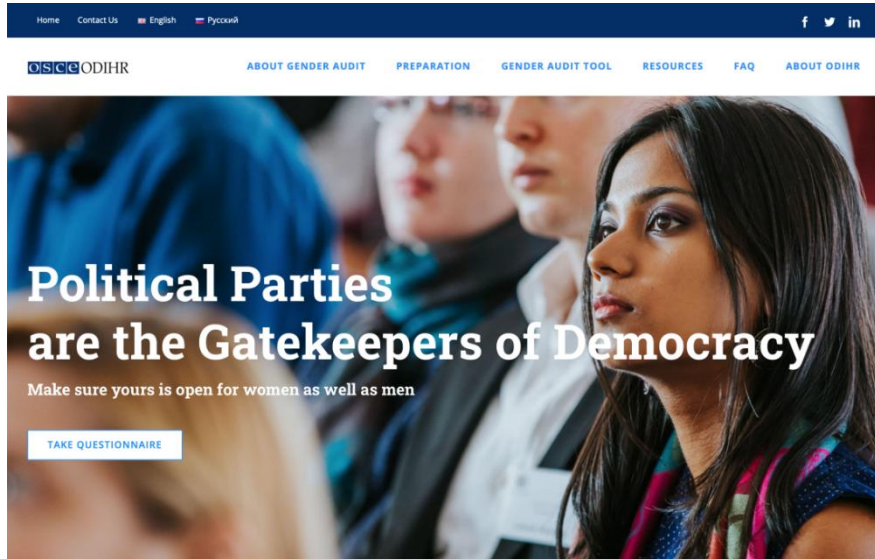 Home Contact Us English Русский
OSCE ODIHR ABOUT GENDER AUDIT PREPARATION GENDER AUDIT TOOL RESOURCES FAQ ABOUT ODIHR
Political Parties
are the Gatekeepers of Democracy
Make sure yours is open for women as well as men
TAKE QUESTIONNAIRE